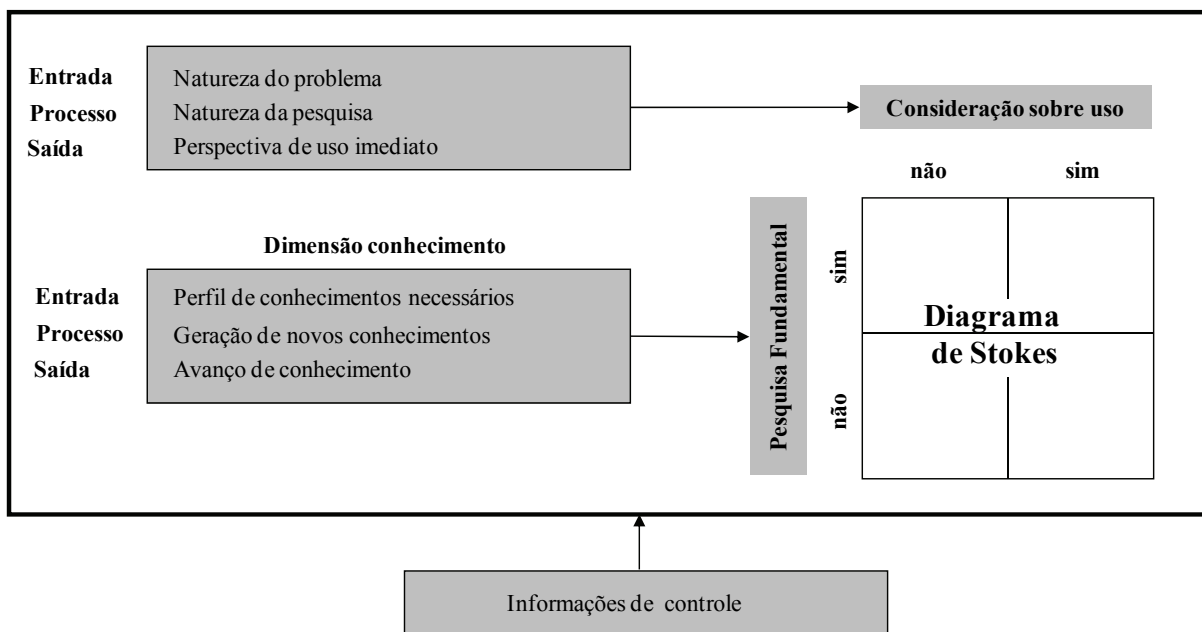 Entrada
Processo
Saída
Natureza do problema
Natureza da pesquisa
Perspectiva de uso imediato
Consideração sobre uso
não sim
Dimensão conhecimento
Entrada
Processo
Saída
Perfil de conhecimentos necessários
Geração de novos conhecimentos
Avanço de conhecimento
Pesquisa Fundamental
sim
não
Diagrama
de Stokes
Informações de controle